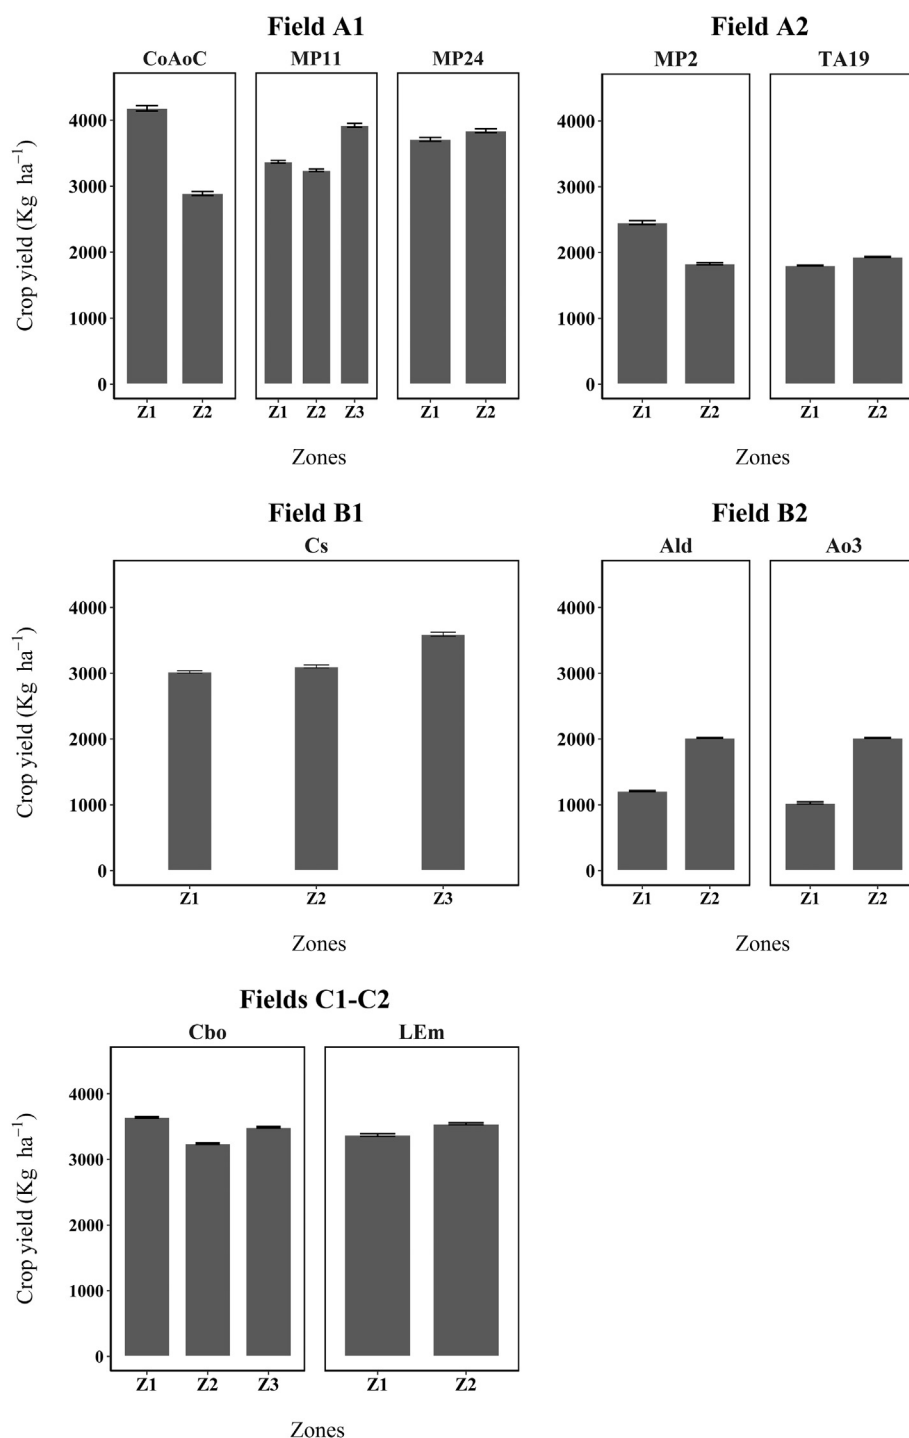 Field A1
Field A2
CoAoC MP11 MP24
MP2 TA19
Crop yield (Kg ha⁻¹)
4000
3000
2000
1000
0
Z1 Z2
Z1 Z2 Z3
Z1 Z2
Zones
4000
3000
2000
1000
0
Z1 Z2
Z1 Z2
Zones
Field B1
Field B2
Cs
Ald Ao3
Crop yield (Kg ha⁻¹)
4000
3000
2000
1000
0
Z1 Z2 Z3
Zones
4000
3000
2000
1000
0
Z1 Z2
Z1 Z2
Zones
Fields C1-C2
Cbo LEm
Crop yield (Kg ha⁻¹)
4000
3000
2000
1000
0
Z1 Z2 Z3
Z1 Z2
Zones